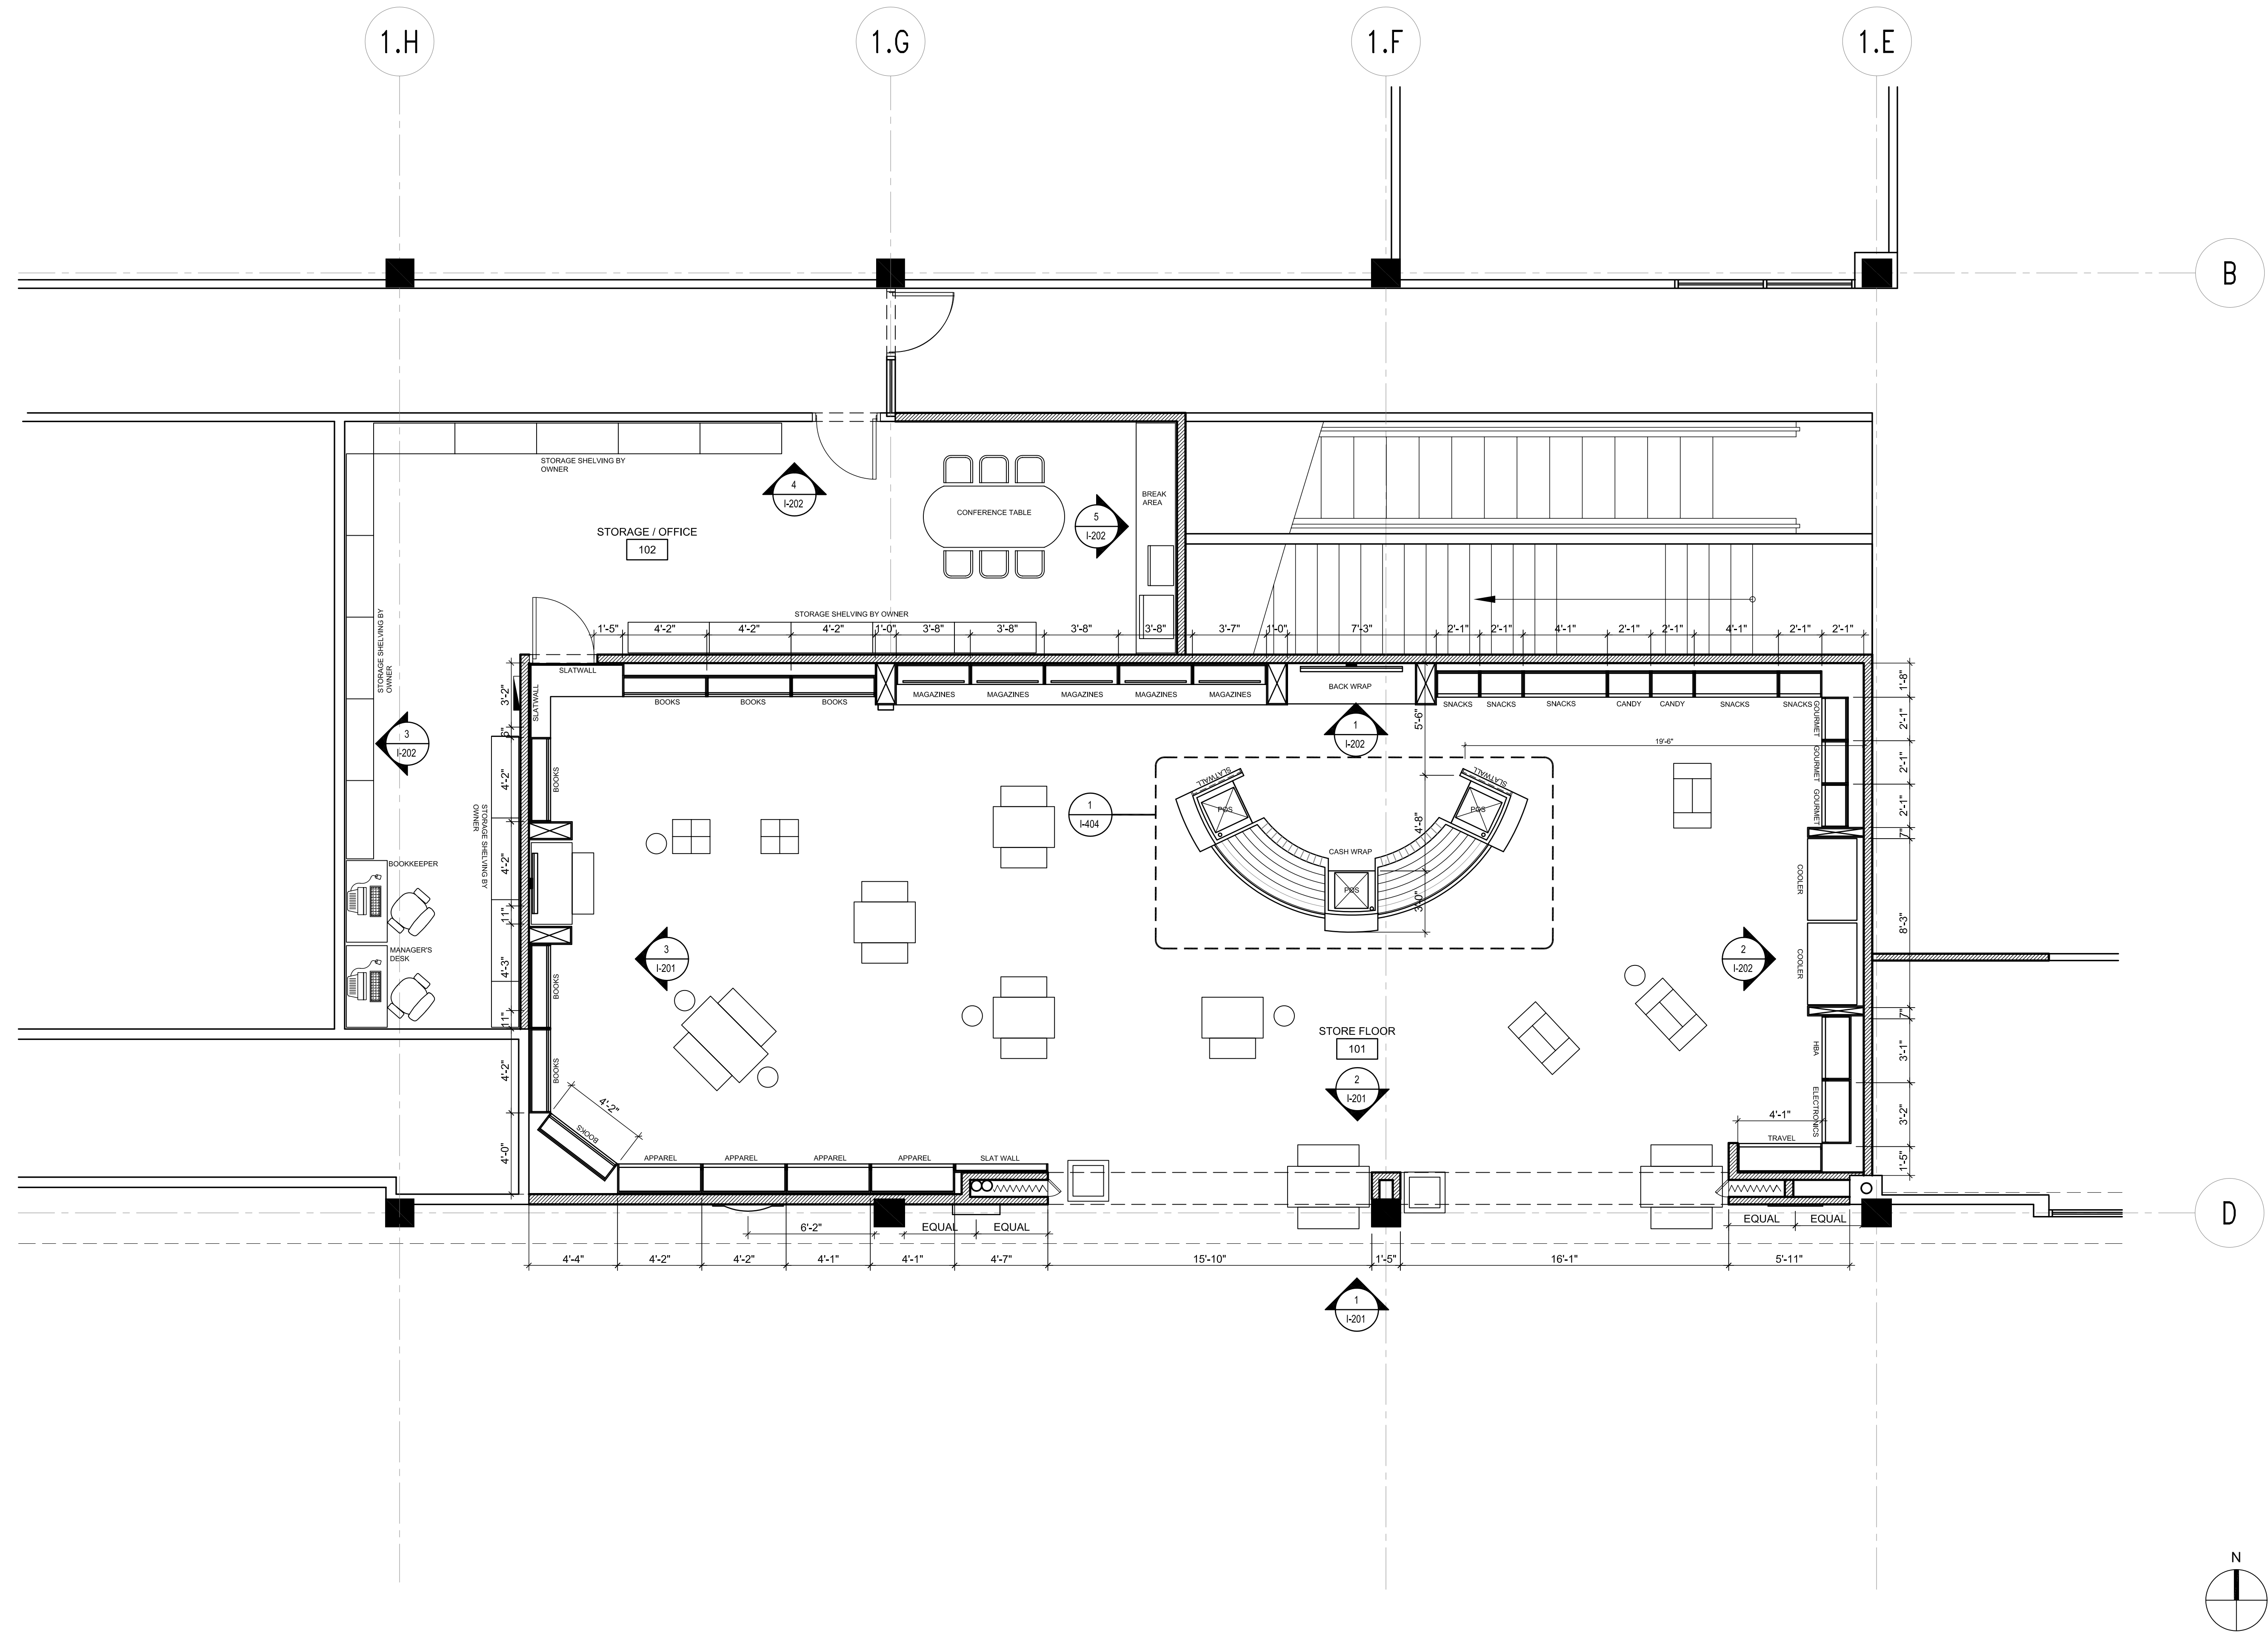 1.H
1.G
1.F
1.E
B
STORAGE SHELVING BY
OWNER
4
I-202
STORAGE / OFFICE
102
CONFERENCE TABLE
5
I-202
BREAK
AREA
STORAGE SHELVING BY OWNER
1'-5"
4'-2"
4'-2"
4'-2"
1'-0"
3'-8"
3'-8"
3'-8"
3'-8"
3'-7"
1'-0"
7'-3"
2'-1"
2'-1"
4'-1"
2'-1"
2'-1"
4'-1"
2'-1"
2'-1"
SLATWALL
SLATWALL
BOOKS
BOOKS
BOOKS
MAGAZINES
MAGAZINES
MAGAZINES
MAGAZINES
MAGAZINES
BACK WRAP
SNACKS
SNACKS
SNACKS
CANDY
CANDY
SNACKS
SNACKS
STORAGE SHELVING BY
OWNER
3
I-202
STORAGE SHELVING BY
OWNER
BOOKKEEPER
MANAGER'S
DESK
3'-2"
6"
4'-2"
4'-2"
11"
4'-3"
11"
4'-2"
4'-0"
BOOKS
BOOKS
BOOKS
BOOKS
4'-2"
1
I-202
5'-6"
19'-6"
1
I-404
SLATWALL
SLATWALL
POS
POS
4'-8"
CASH WRAP
POS
3'-0"
GOURMET
GOURMET
GOURMET
COOLER
COOLER
HBA
ELECTRONICS
1'-8"
2'-1"
2'-1"
2'-1"
7"
8'-3"
7"
3'-1"
3'-2"
1'-5"
3
I-201
2
I-202
STORE FLOOR
101
2
I-201
4'-1"
TRAVEL
APPAREL
APPAREL
APPAREL
APPAREL
SLAT WALL
D
6'-2"
EQUAL
EQUAL
EQUAL
EQUAL
4'-4"
4'-2"
4'-2"
4'-1"
4'-1"
4'-7"
15'-10"
1'-5"
16'-1"
5'-11"
1
I-201
N